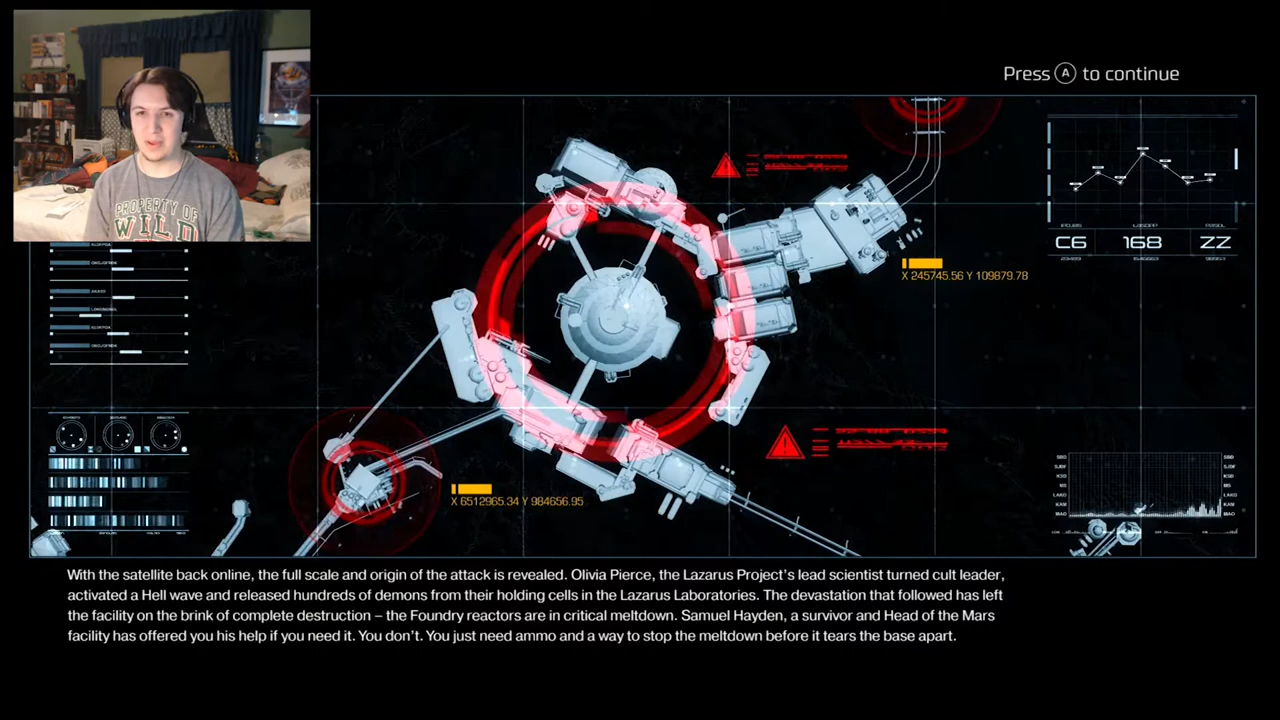 Press A to continue
PROPERTY OF
WILD
C6 168 ZZ
X 245745.56 Y 109879.78
X 6512965.34 Y 984656.95
With the satellite back online, the full scale and origin of the attack is revealed. Olivia Pierce, the Lazarus Project's lead scientist turned cult leader,
activated a Hell wave and released hundreds of demons from their holding cells in the Lazarus Laboratories. The devastation that followed has left
the facility on the brink of complete destruction – the Foundry reactors are in critical meltdown. Samuel Hayden, a survivor and Head of the Mars
facility has offered you his help if you need it. You don't. You just need ammo and a way to stop the meltdown before it tears the base apart.